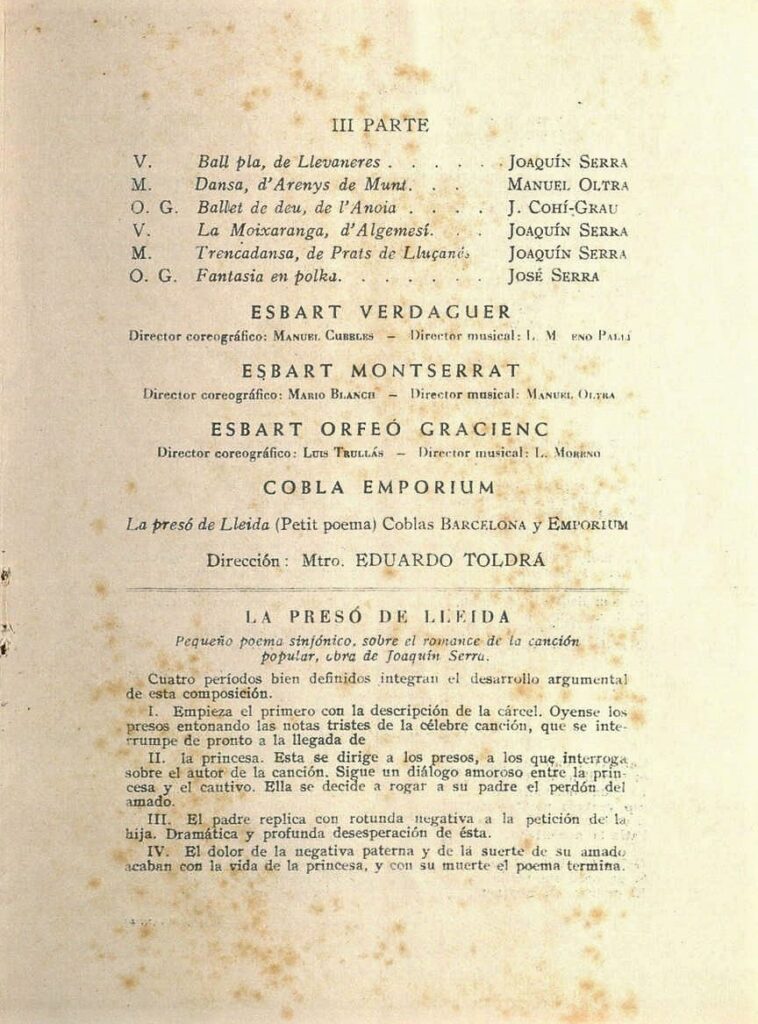 III PARTE
V. Ball pla, de Llevaneres . . . . . JOAQUÍN SERRA
M. Dansa, d'Arenys de Munt. . . MANUEL OLTRA
O. G. Ballet de deu, de l'Anoia . . . . J. COHÍ-GRAU
V. La Moixaranga, d'Algemesí. . . JOAQUÍN SERRA
M. Trencadansa, de Prats de Lluçanés JOAQUÍN SERRA
O. G. Fantasia en polka. . . . . . . JOSÉ SERRA
ESBART VERDAGUER
Director coreográfico: MANUEL CUBELES – Director musical: L.
ESBART MONTSERRAT
Director coreográfico: MARIO BLANCH – Director musical: MANUEL OLTRA
ESBART ORFEÓ GRACIENC
Director coreográfico: LUIS TRULLÁS – Director musical: L. MORENO
COBLA EMPORIUM
La presó de Lleida (Petit poema) Coblas BARCELONA y EMPORIUM
Dirección: Mtro. EDUARDO TOLDRÁ
LA PRESÓ DE LLEIDA
Pequeño poema sinfónico, sobre el romance de la canción
popular, obra de Joaquín Serra.
Cuatro períodos bien definidos integran el desarrollo argumental
de esta composición.
I. Empieza el primero con la descripción de la cárcel. Oyense los
presos entonando las notas tristes de la célebre canción, que se inte-
rrumpe de pronto a la llegada de
II. la princesa. Esta se dirige a los presos, a los que interroga
sobre el autor de la canción. Sigue un diálogo amoroso entre la prin-
cesa y el cautivo. Ella se decide a rogar a su padre el perdón del
amado.
III. El padre replica con rotunda negativa a la petición de la
hija. Dramática y profunda desesperación de ésta.
IV. El dolor de la negativa paterna y de la suerte de su amado
acaban con la vida de la princesa, y con su muerte el poema termina.